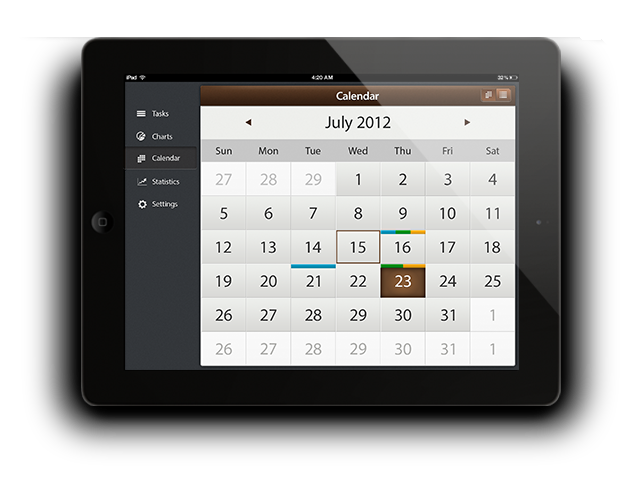 iPad 4:20 AM 32%
Calendar
Tasks
Charts
Calendar
Statistics
Settings
July 2012
Sun Mon Tue Wed Thu Fri Sat
27 28 29 1 2 3 4
5 6 7 8 9 10 11
12 13 14 15 16 17 18
19 20 21 22 23 24 25
26 27 28 29 30 31 1
26 27 28 29 30 31 1